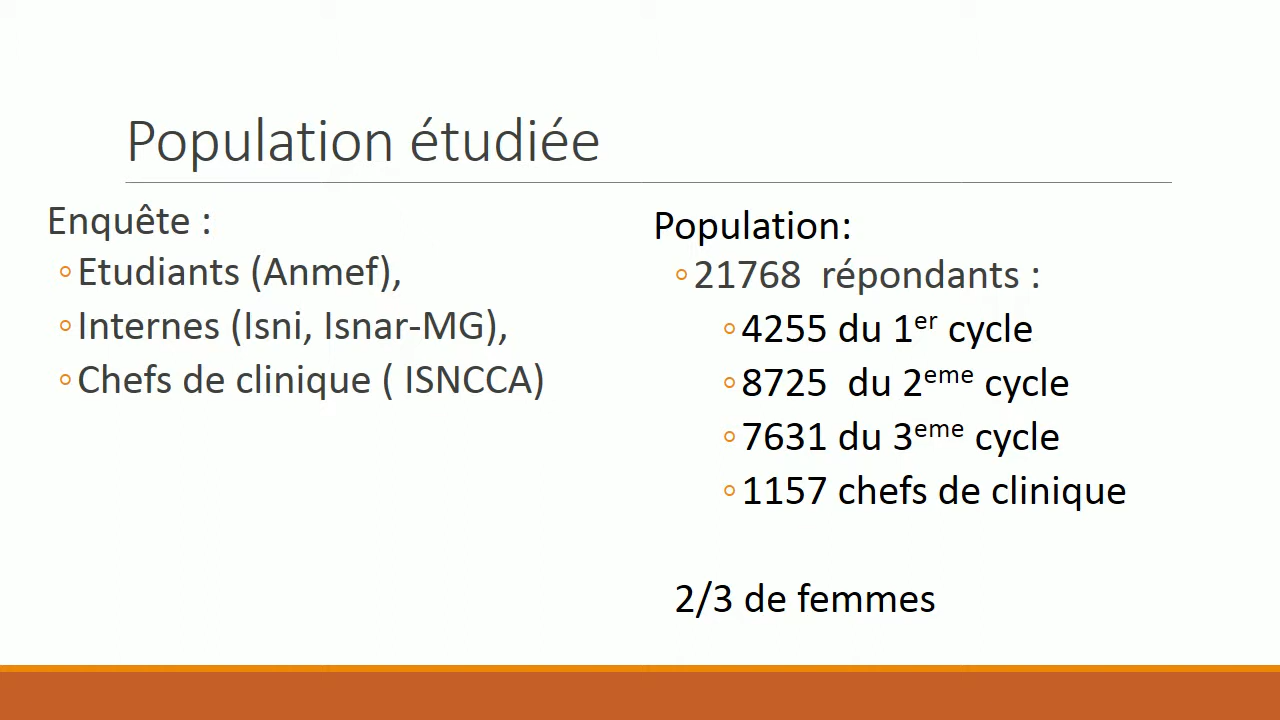 Population étudiée
Enquête :
◦Etudiants (Anmef),
◦Internes (Isni, Isnar-MG),
◦Chefs de clinique ( ISNCCA)
Population:
◦21768  répondants :
◦4255 du 1er cycle
◦8725  du 2eme cycle
◦7631 du 3eme cycle
◦1157 chefs de clinique
2/3 de femmes